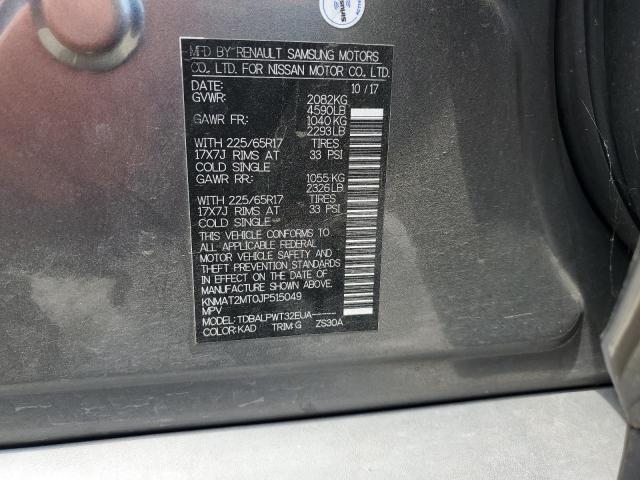 MFD BY RENAULT SAMSUNG MOTORS
CO., LTD. FOR NISSAN MOTOR CO., LTD.
DATE: 10 / 17
GVWR: 2082KG
4590LB
GAWR FR: 1040 KG
2293 LB
WITH 225/65R17 TIRES
17X7J RIMS AT 33 PSI
COLD SINGLE
GAWR RR: 1055 KG
2326 LB
WITH 225/65R17 TIRES
17X7J RIMS AT 33 PSI
COLD SINGLE
THIS VEHICLE CONFORMS TO
ALL APPLICABLE FEDERAL
MOTOR VEHICLE SAFETY AND
THEFT PREVENTION STANDARDS
IN EFFECT ON THE DATE OF
MANUFACTURE SHOWN ABOVE.
KNMAT2MT0JP515049
MPV
MODEL: TDBALPWT32EUA-----
COLOR: KAD TRIM: G ZS30A